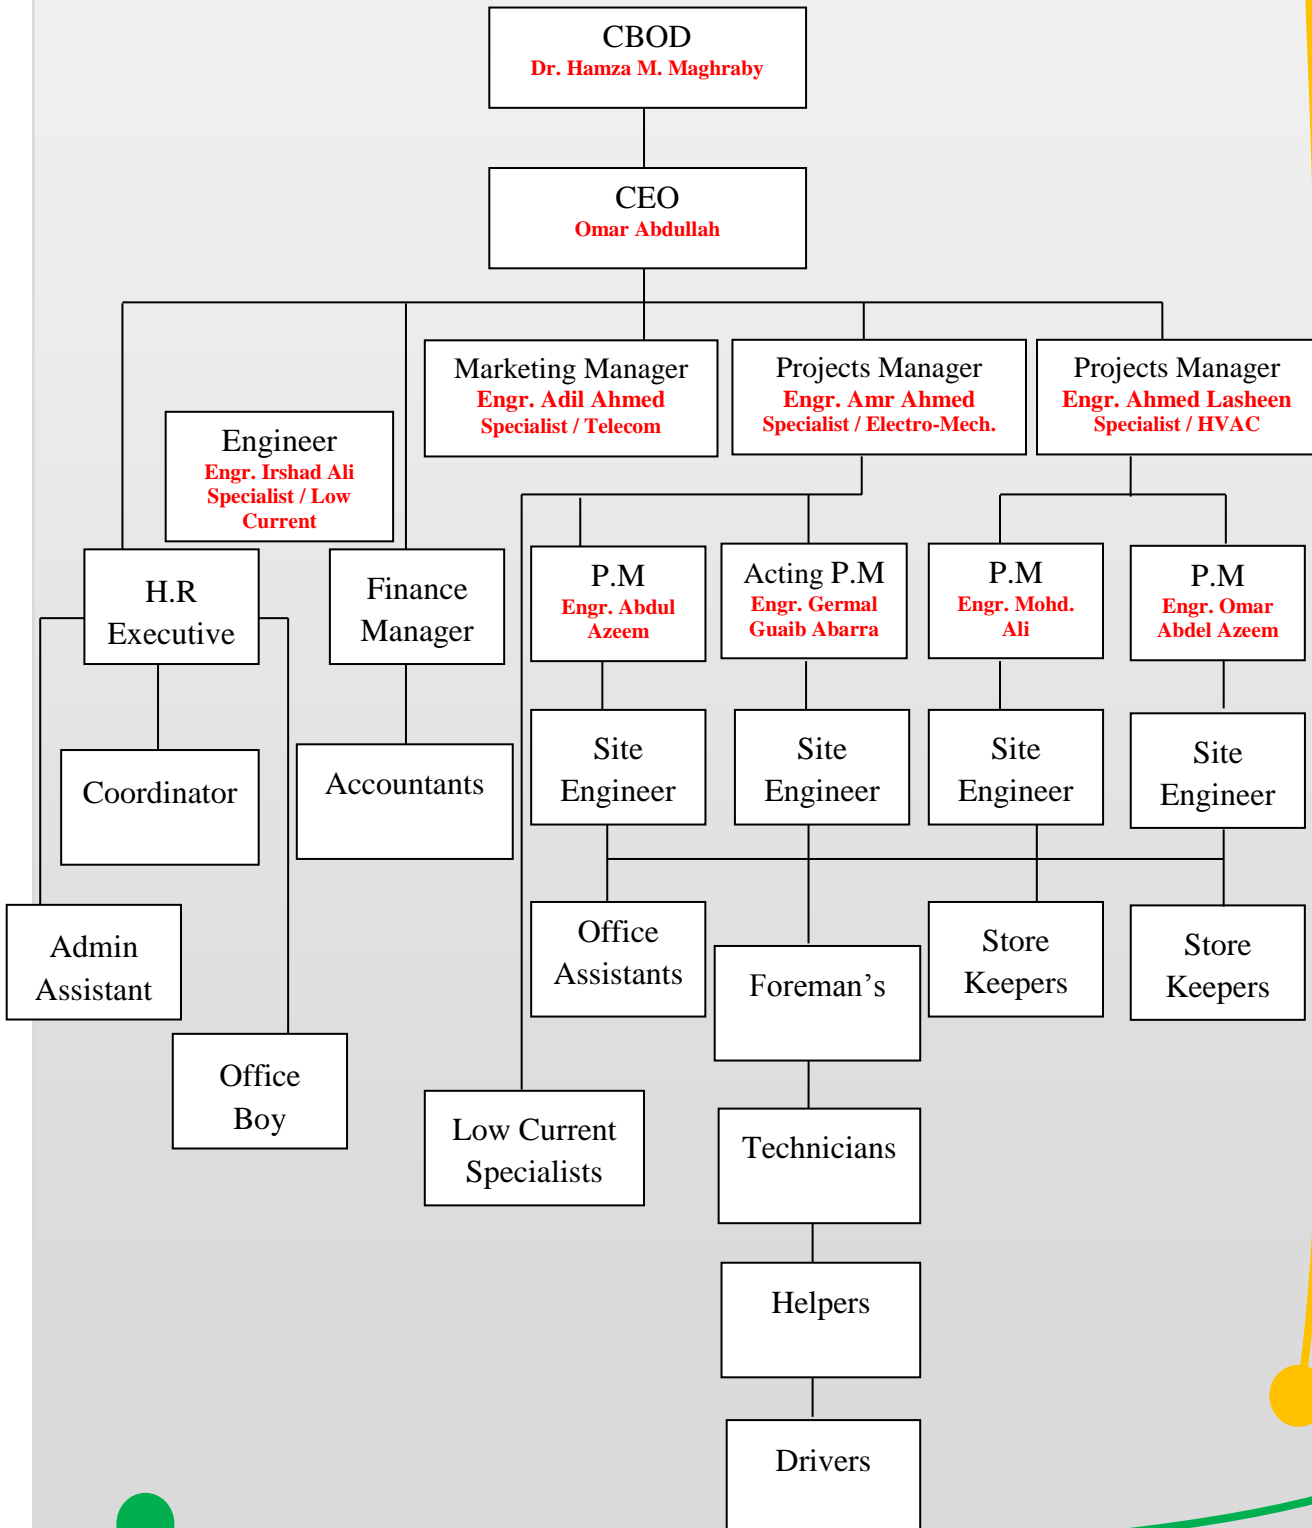 CBOD
Dr. Hamza M. Maghraby
CEO
Omar Abdullah
Marketing Manager
Engr. Adil Ahmed
Specialist / Telecom
Projects Manager
Engr. Amr Ahmed
Specialist / Electro-Mech.
Projects Manager
Engr. Ahmed Lasheen
Specialist / HVAC
Engineer
Engr. Irshad Ali
Specialist / Low
Current
H.R
Executive
Finance
Manager
P.M
Engr. Abdul
Azeem
Acting P.M
Engr. Germal
Guaib Abarra
P.M
Engr. Mohd.
Ali
P.M
Engr. Omar
Abdel Azeem
Coordinator
Accountants
Site
Engineer
Site
Engineer
Site
Engineer
Site
Engineer
Admin
Assistant
Office
Assistants
Foreman’s
Store
Keepers
Store
Keepers
Office
Boy
Low Current
Specialists
Technicians
Helpers
Drivers